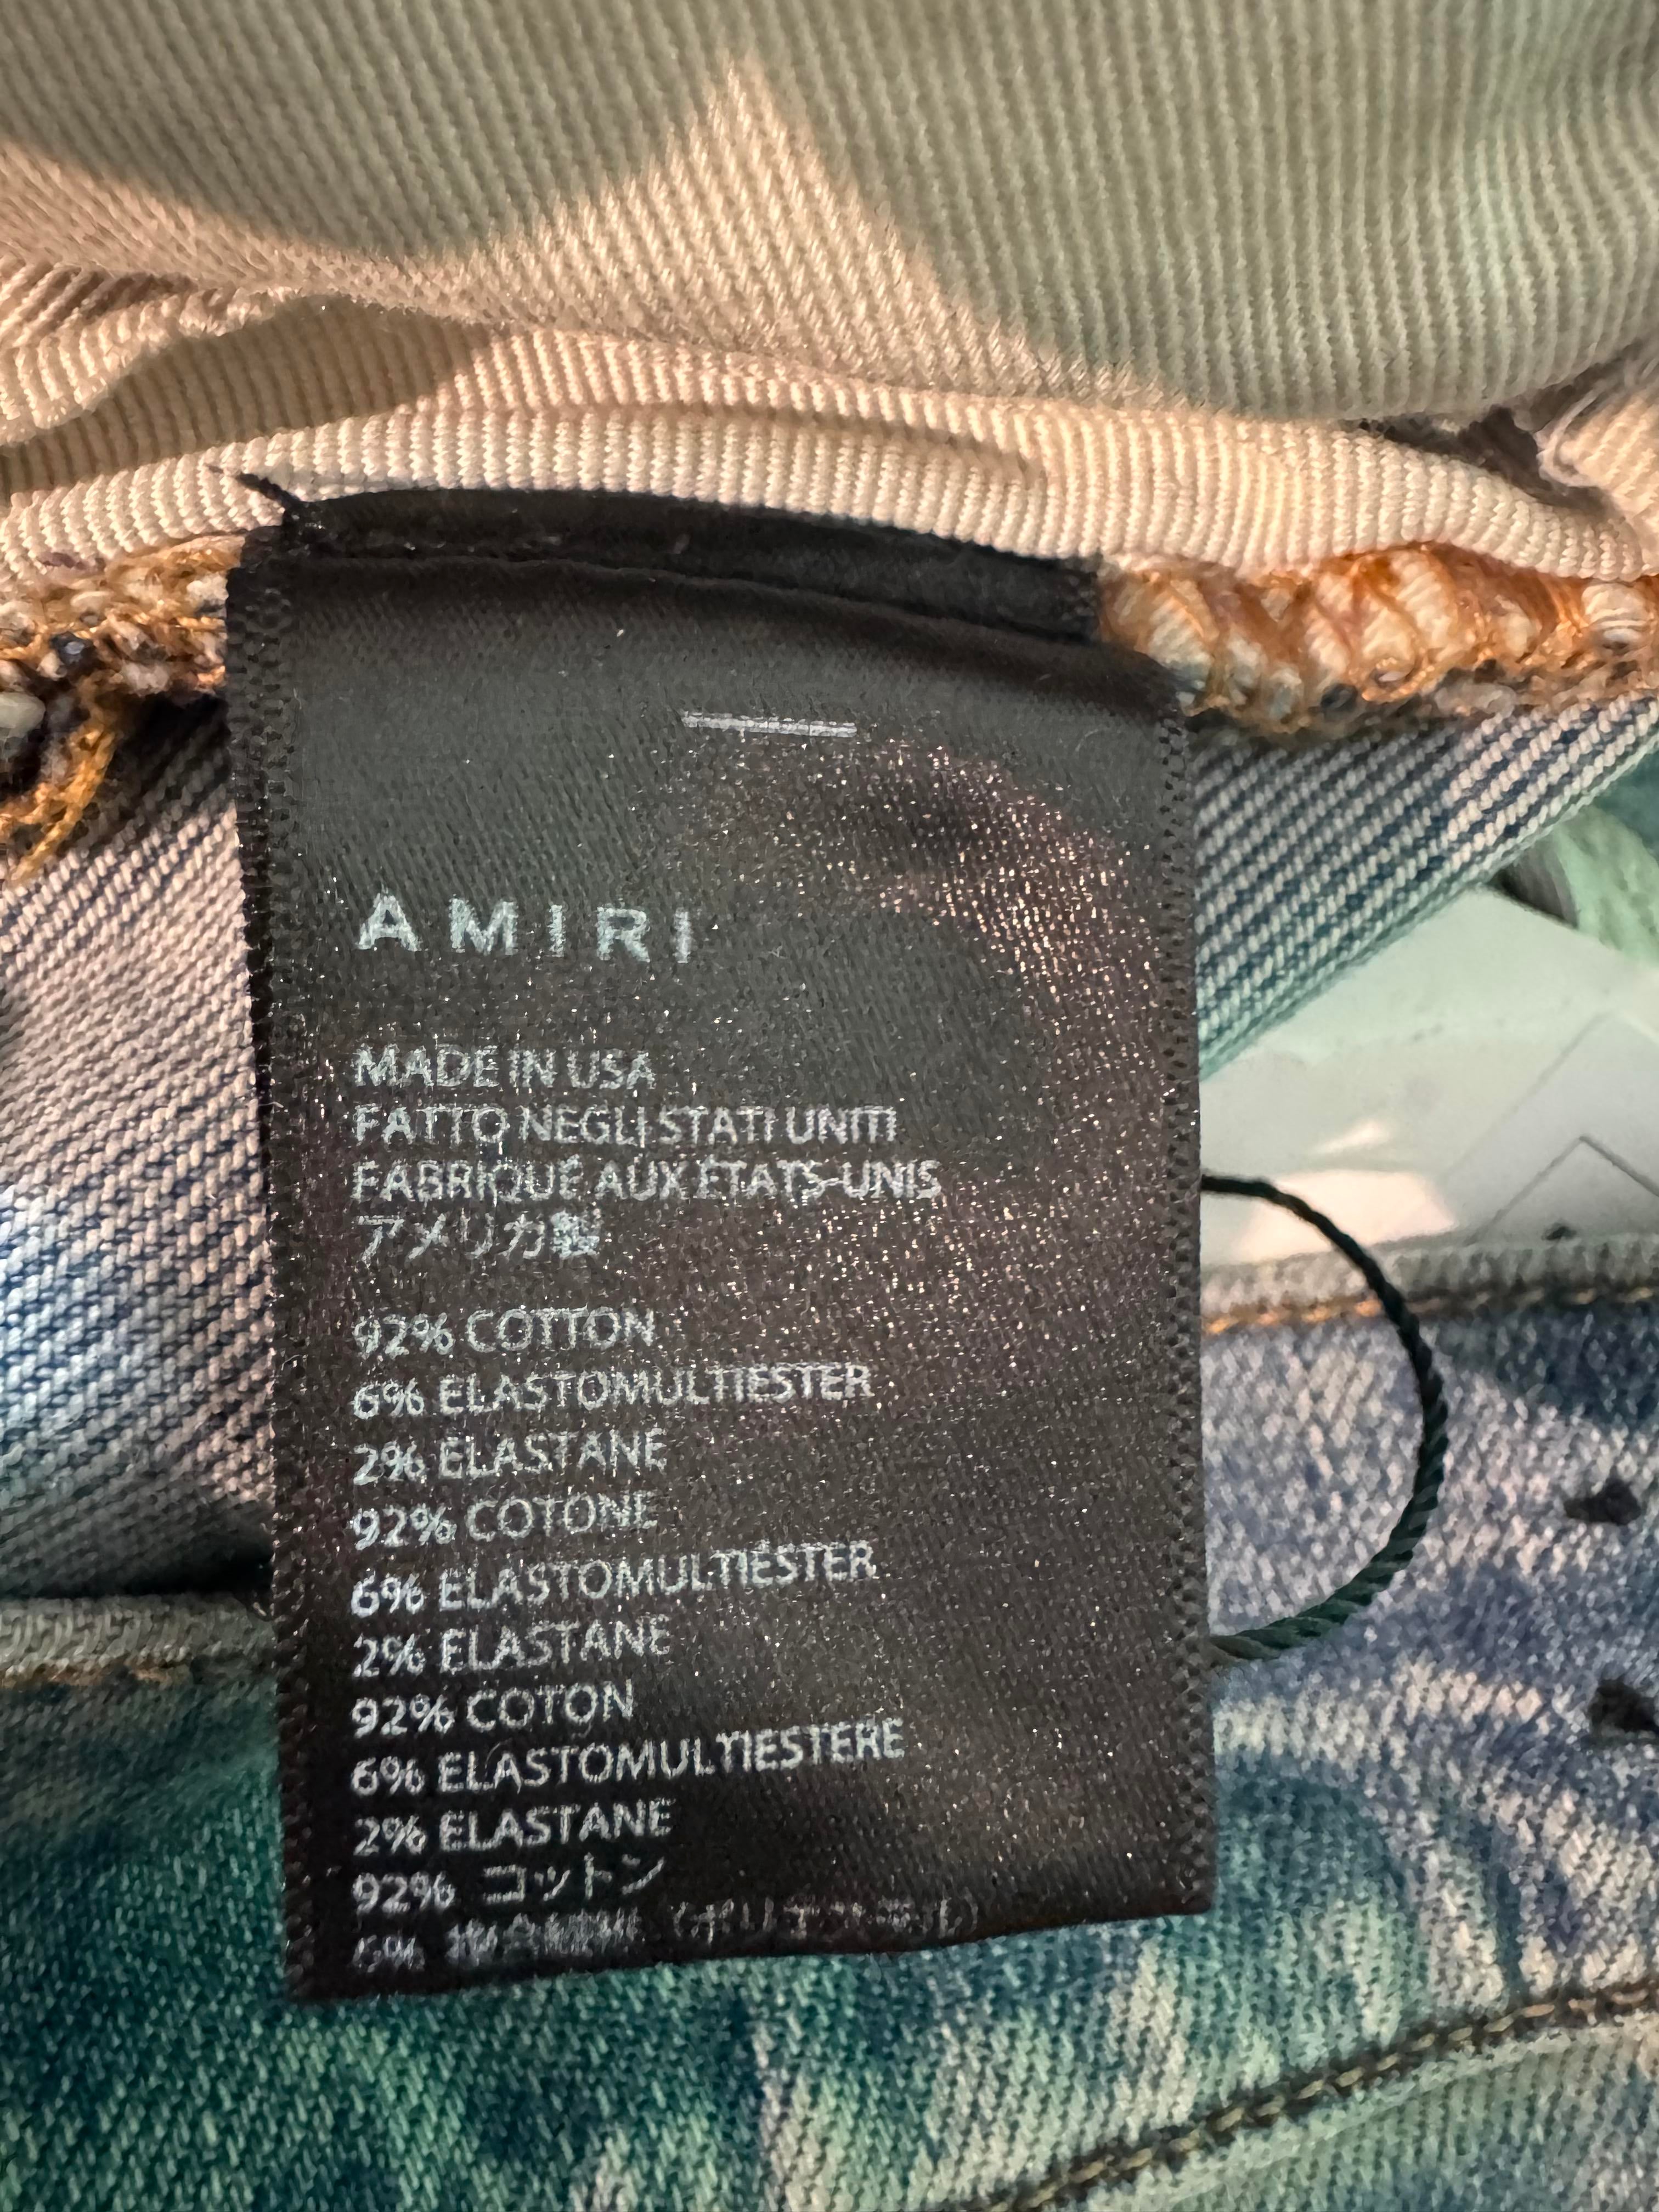 AMIRI
MADE IN USA
FATTO NEGLI STATI UNITI
FABRIQUÉ AUX ÉTATS-UNIS
アメリカ製
92% COTTON
6% ELASTOMULTIESTER
2% ELASTANE
92% COTONE
6% ELASTOMULTIESTER
2% ELASTANE
92% COTON
6% ELASTOMULTIESTERE
2% ELASTANE
92% コットン
6%